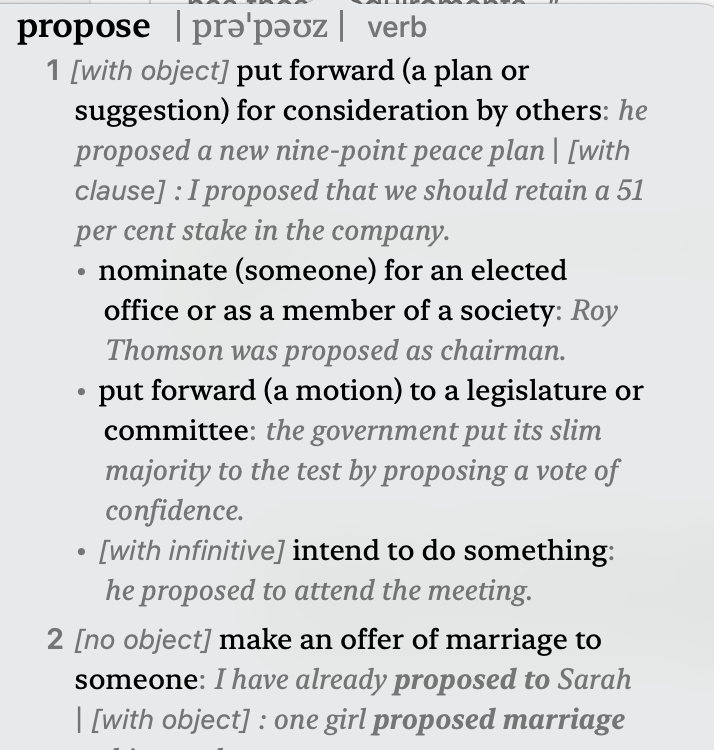 propose | prəˈpəʊz | verb
1 [with object] put forward (a plan or
suggestion) for consideration by others: he
proposed a new nine-point peace plan | [with
clause] : I proposed that we should retain a 51
per cent stake in the company.
• nominate (someone) for an elected
office or as a member of a society: Roy
Thomson was proposed as chairman.
• put forward (a motion) to a legislature or
committee: the government put its slim
majority to the test by proposing a vote of
confidence.
• [with infinitive] intend to do something:
he proposed to attend the meeting.
2 [no object] make an offer of marriage to
someone: I have already proposed to Sarah
| [with object] : one girl proposed marriage